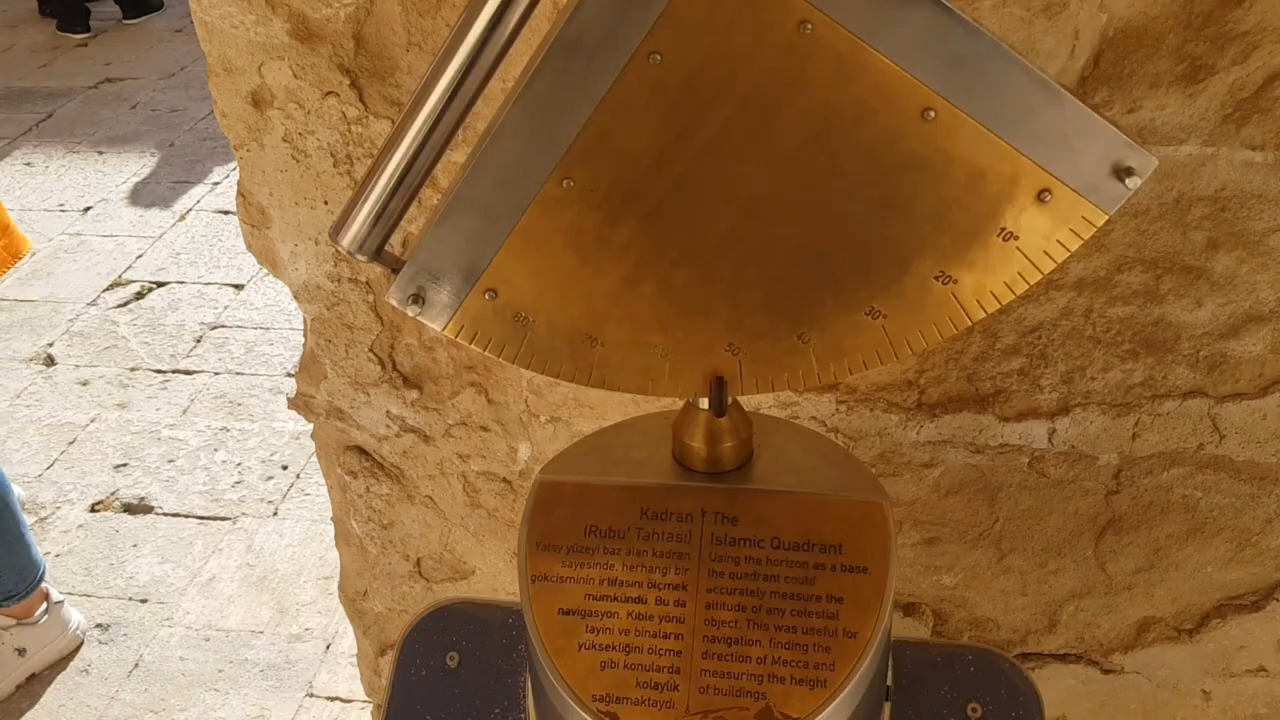 10°
20°
30°
40°
50°
60°
70°
80°
Kadran
(Rubu' Tahtası)
Yatay yüzeyi baz alan kadran
sayesinde, herhangi bir
gökcisminin irtifasını ölçmek
mümkündü. Bu da
navigasyon, Kıble yönü
tayini ve binaların
yüksekliğini ölçme
gibi konularda
kolaylık
sağlamaktaydı.
The
Islamic Quadrant
Using the horizon as a base,
the quadrant could
accurately measure the
altitude of any celestial
object. This was useful for
navigation, finding the
direction of Mecca and
measuring the height
of buildings.